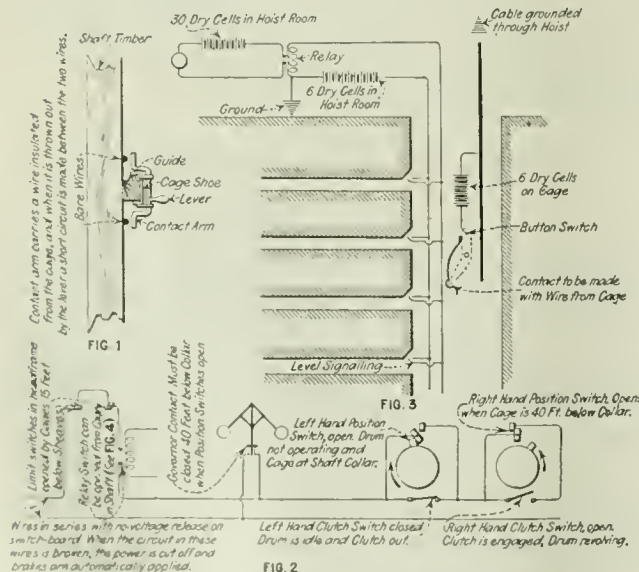 30 Dry Cells in Hoist Room
Cable grounded
through Hoist
Shaft Timber
Relay
6 Dry Cells in
Hoist Room
Ground
Contact arm carries a wire insulated
from the cage, and when it is thrown out
by the lever a short circuit is made between the two wires.
Bare Wires
Guide
Cage Shoe
Lever
Contact Arm
6 Dry Cells
on Cage
Button Switch
Contact to be made
with Wire from Cage
FIG 1
Level Signalling
FIG. 3
Limit switches in headframe
opened by Cages 15 feet
below Sheaves
Relay Switch can
be opened from Cage
in Shaft (See FIG. 4)
Governor Contact Must be
closed 40 Feet below Collar
when Position Switches open
Left Hand Position
Switch, open. Drum
not operating and
Cage at Shaft Collar.
Right Hand Position Switch, Opens
when Cage is 40 Ft. below Collar.
Wires in series with no-voltage release on
switch-board. When the circuit in these
wires is broken, the power is cut off and
brakes are automatically applied.
Left Hand Clutch Switch closed
Drum is idle and Clutch out.
Right Hand Clutch Switch, open.
Clutch is engaged, Drum revolving.
FIG. 2